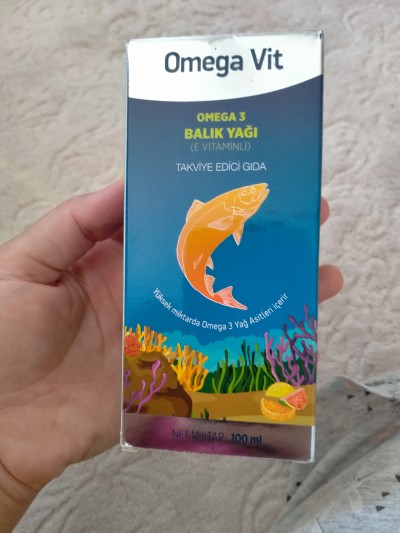 Omega Vit
OMEGA 3
BALIK YAĞI
(E VİTAMİNLİ)
TAKVİYE EDİCİ GIDA
Yüksek miktarda Omega 3 Yağ Asitleri içerir
NET MİKTAR: 100 ml